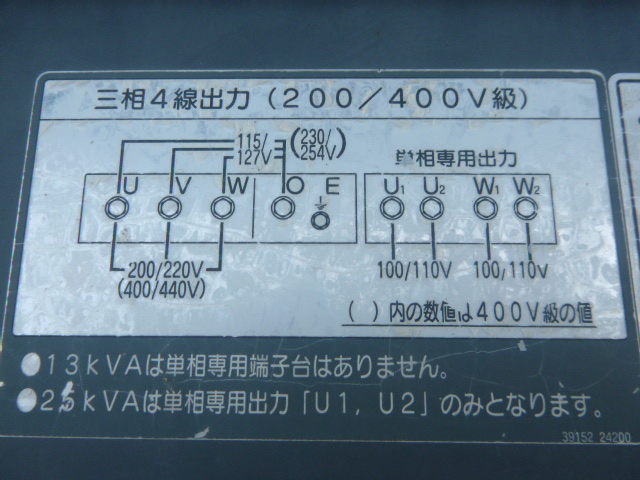 三相4線出力（200／400V級）
115/127V (230/254V)
単相専用出力
U V W O E U1 U2 W1 W2
200/220V 100/110V 100/110V
(400/440V)
（ ）内の数値は400V級の値
●13kVAは単相専用端子台はありません。
●25kVAは単相専用出力「U1, U2」のみとなります。
39152 24200